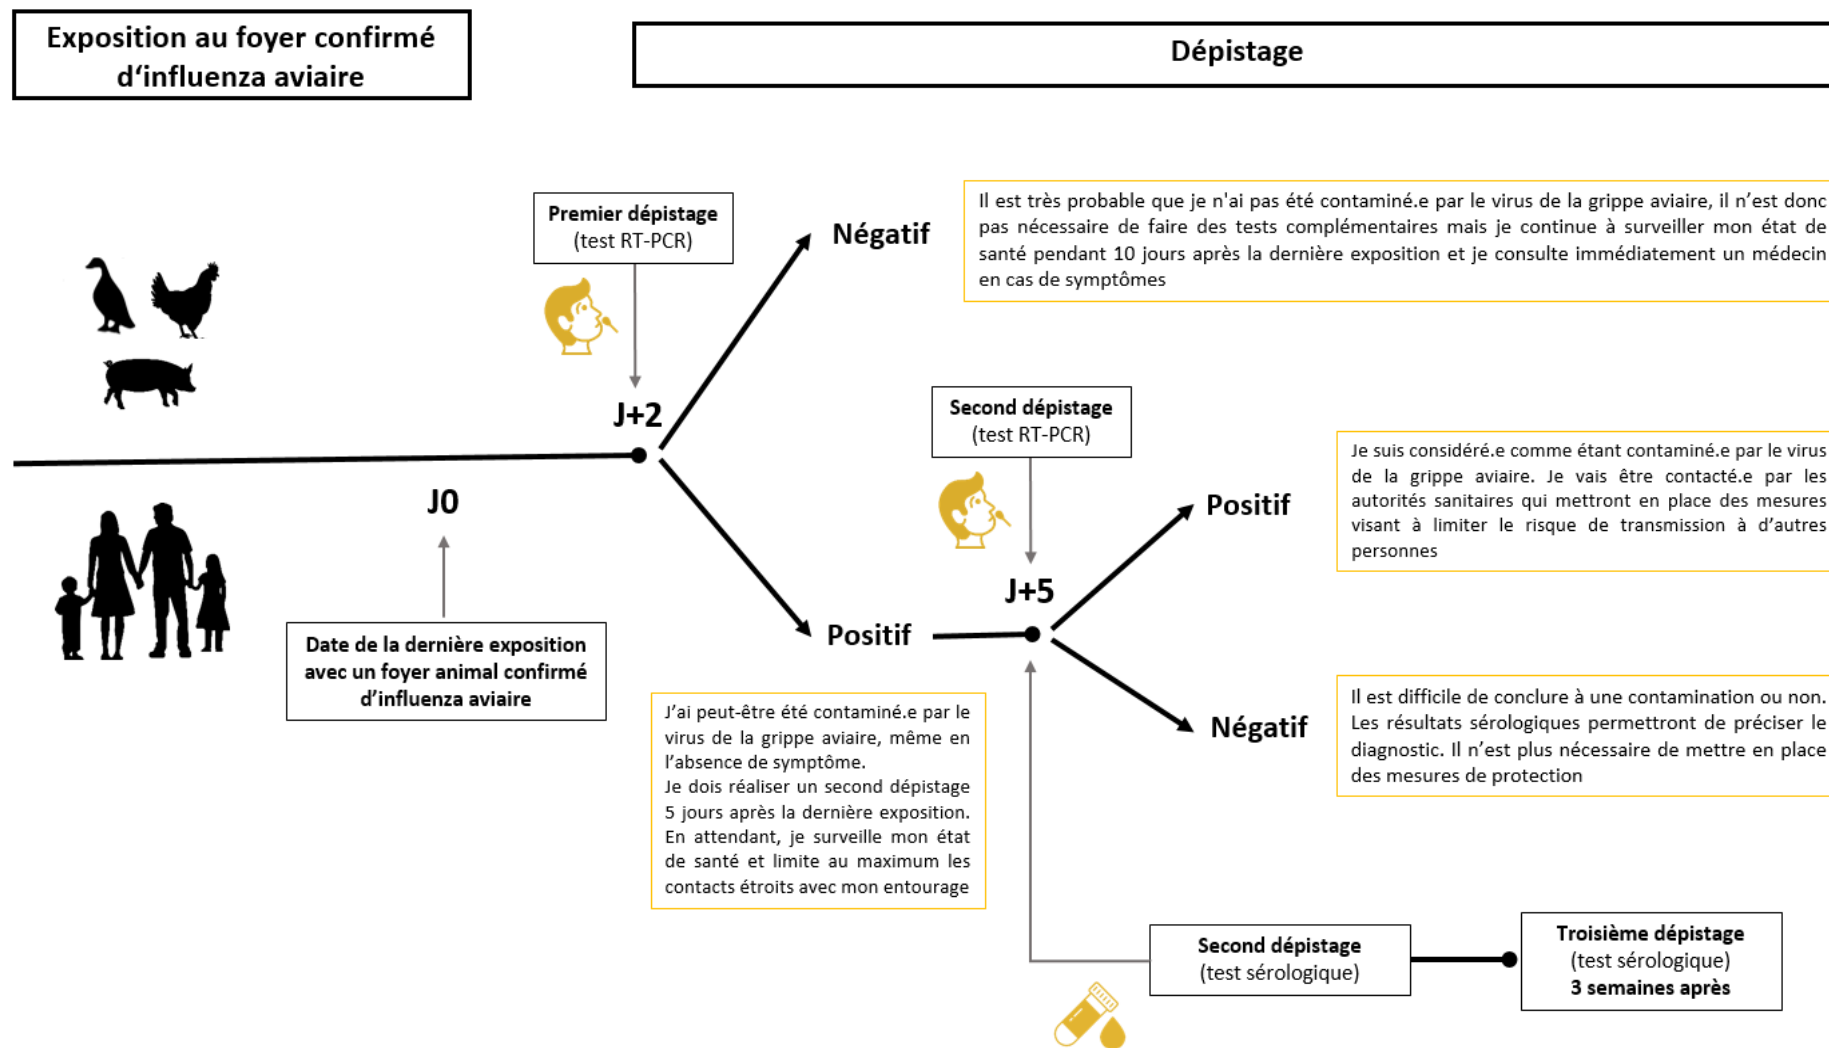 Exposition au foyer confirmé
d‘influenza aviaire
Dépistage
Premier dépistage
(test RT-PCR)
J+2
Négatif
Il est très probable que je n'ai pas été contaminé.e par le virus de la grippe aviaire, il n’est donc
pas nécessaire de faire des tests complémentaires mais je continue à surveiller mon état de
santé pendant 10 jours après la dernière exposition et je consulte immédiatement un médecin
en cas de symptômes
J0
Date de la dernière exposition
avec un foyer animal confirmé
d’influenza aviaire
Positif
J’ai peut-être été contaminé.e par le
virus de la grippe aviaire, même en
l’absence de symptôme.
Je dois réaliser un second dépistage
5 jours après la dernière exposition.
En attendant, je surveille mon état
de santé et limite au maximum les
contacts étroits avec mon entourage
Second dépistage
(test RT-PCR)
J+5
Positif
Je suis considéré.e comme étant contaminé.e par le virus
de la grippe aviaire. Je vais être contacté.e par les
autorités sanitaires qui mettront en place des mesures
visant à limiter le risque de transmission à d’autres
personnes
Négatif
Il est difficile de conclure à une contamination ou non.
Les résultats sérologiques permettront de préciser le
diagnostic. Il n’est plus nécessaire de mettre en place
des mesures de protection
Second dépistage
(test sérologique)
Troisième dépistage
(test sérologique)
3 semaines après